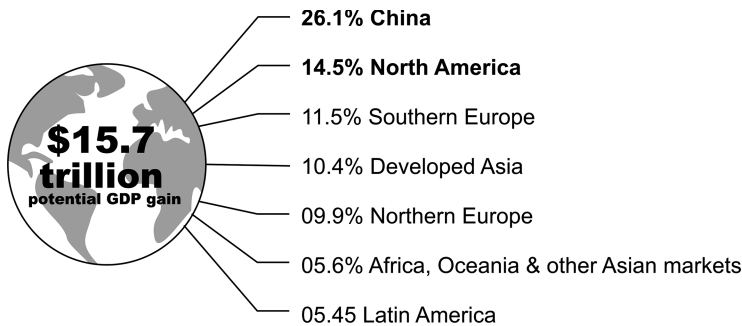 26.1% China
14.5% North America
11.5% Southern Europe
10.4% Developed Asia
09.9% Northern Europe
05.6% Africa, Oceania & other Asian markets
05.45 Latin America
$15.7
trillion
potential GDP gain